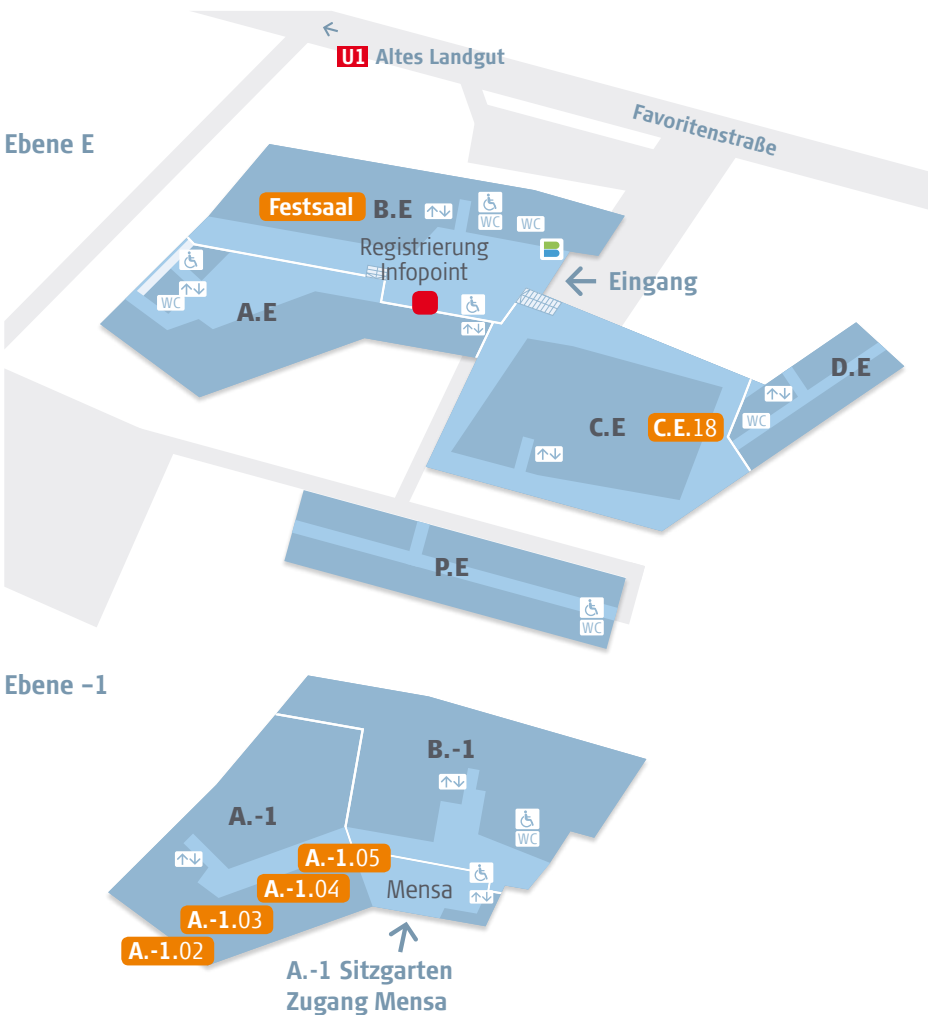 U1 Altes Landgut
Favoritenstraße
Ebene E
Festsaal B.E
WC
WC
Registrierung
Infopoint
Eingang
WC
A.E
D.E
C.E C.E.18
WC
P.E
WC
Ebene –1
B.-1
A.-1
WC
A.-1.05
A.-1.04
Mensa
A.-1.03
A.-1.02
A.-1 Sitzgarten
Zugang Mensa